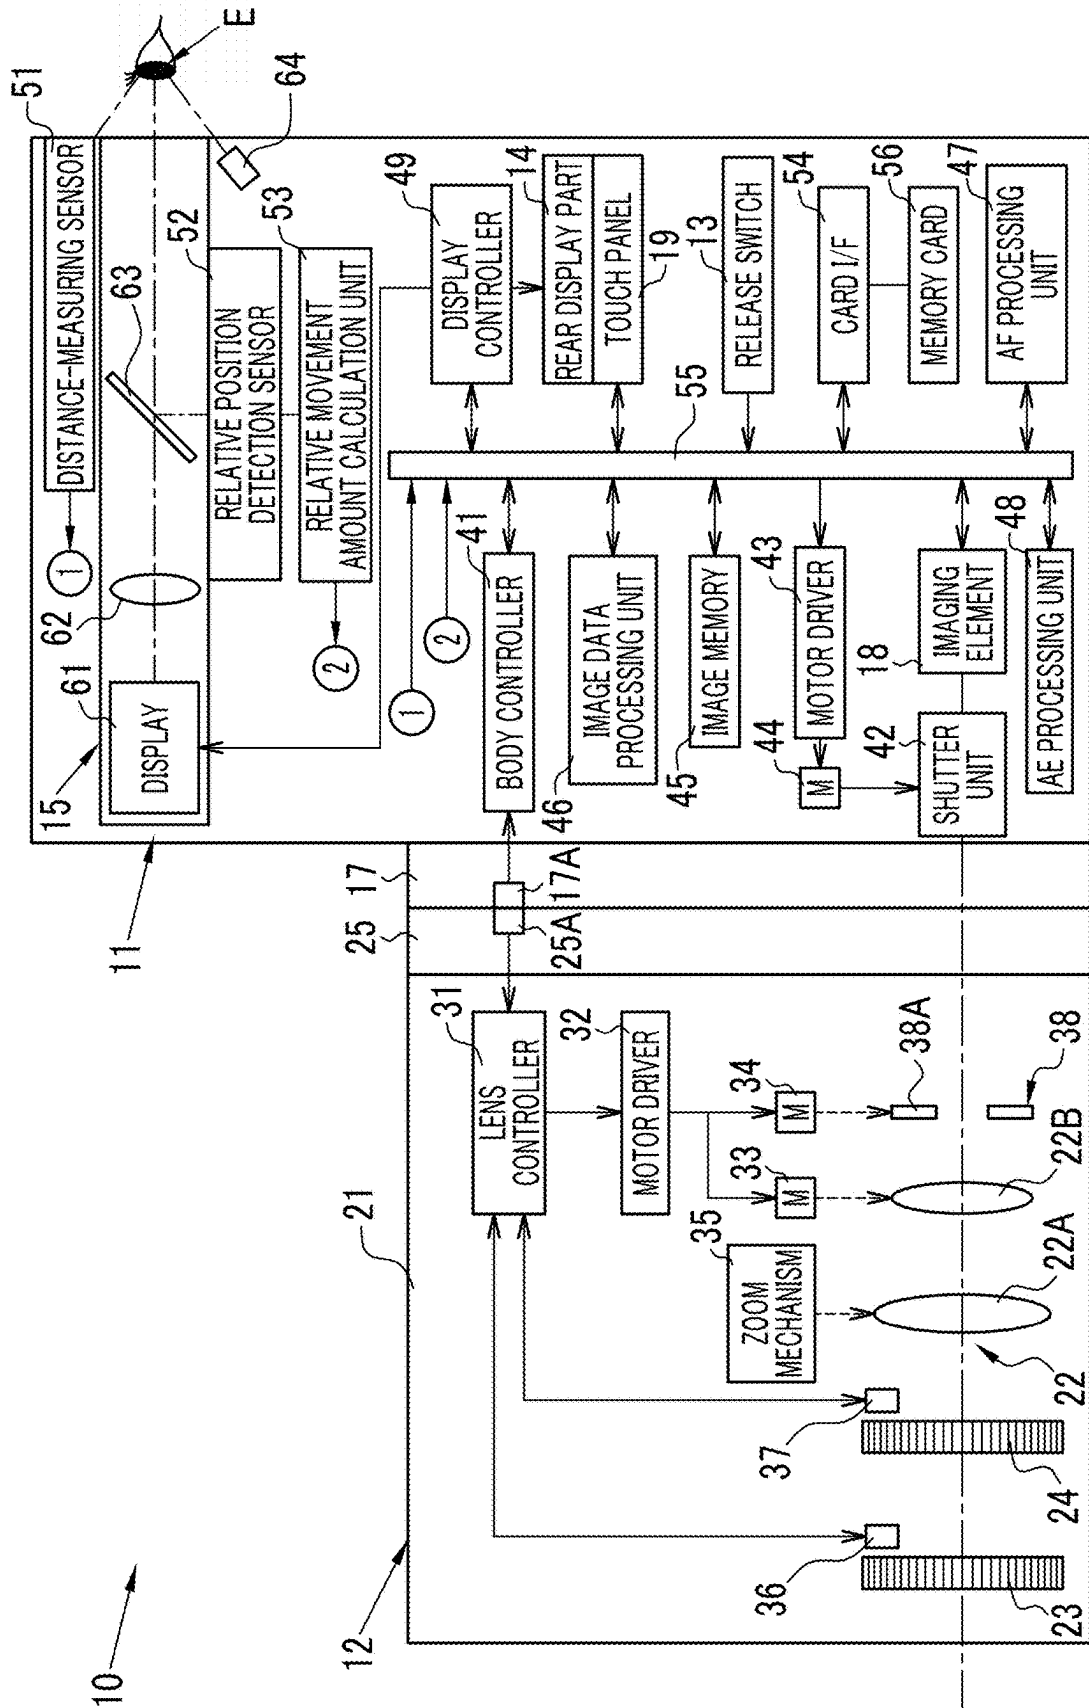 10
12
21
25
17
11
15
61
DISPLAY
62
1
63
DISTANCE-MEASURING SENSOR
51
E
64
RELATIVE POSITION
DETECTION SENSOR
52
RELATIVE MOVEMENT
AMOUNT CALCULATION UNIT
53
2
1
2
DISPLAY
CONTROLLER
49
REAR DISPLAY PART
14
TOUCH PANEL
19
RELEASE SWITCH
13
CARD I/F
54
MEMORY CARD
56
AF PROCESSING
UNIT
47
55
BODY CONTROLLER
41
IMAGE DATA
PROCESSING UNIT
46
IMAGE MEMORY
45
MOTOR DRIVER
43
M
44
IMAGING
ELEMENT
18
SHUTTER
UNIT
42
AE PROCESSING UNIT
48
17A
25A
LENS
CONTROLLER
31
MOTOR DRIVER
32
M
34
M
33
ZOOM
MECHANISM
35
38A
38
22B
22A
22
37
24
36
23